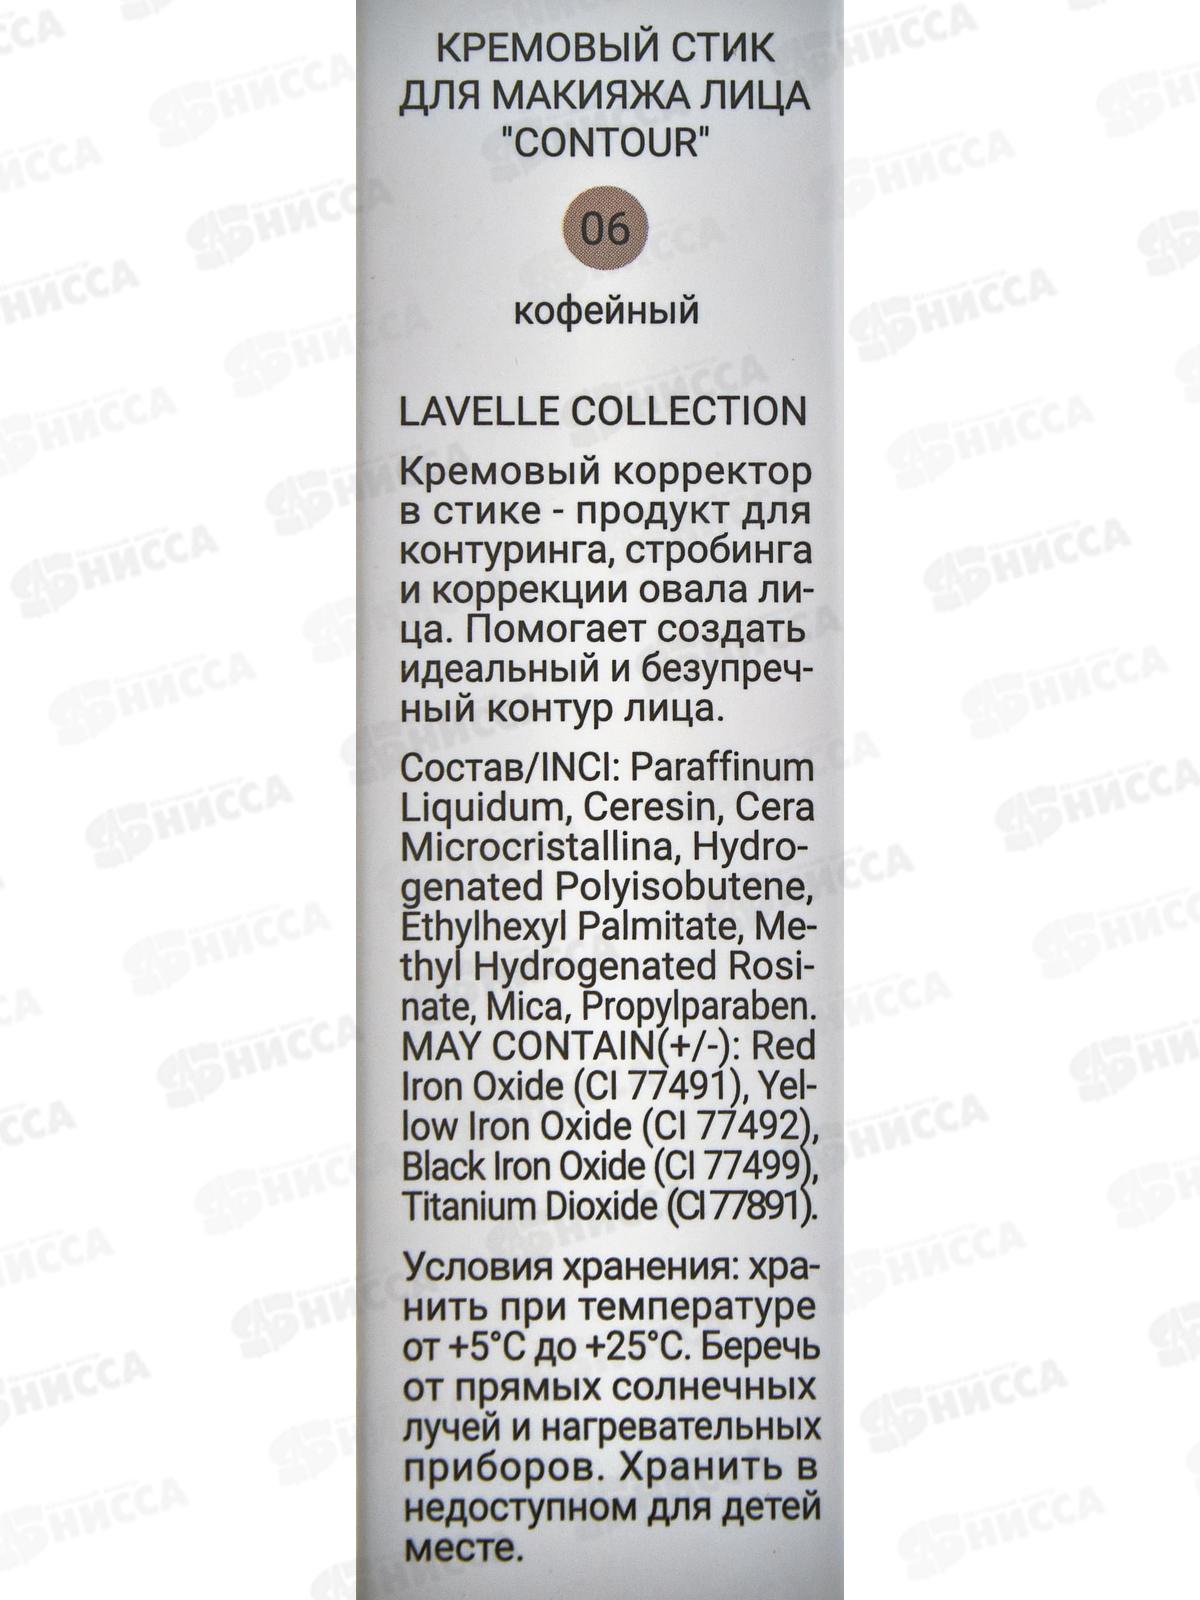 КРЕМОВЫЙ СТИК
ДЛЯ МАКИЯЖА ЛИЦА
"CONTOUR"
06
кофейный
LAVELLE COLLECTION
Кремовый корректор
в стике - продукт для
контуринга, стробинга
и коррекции овала ли-
ца. Помогает создать
идеальный и безупреч-
ный контур лица.
Состав/INCI: Paraffinum
Liquidum, Ceresin, Cera
Microcristallina, Hydro-
genated Polyisobutene,
Ethylhexyl Palmitate, Me-
thyl Hydrogenated Rosi-
nate, Mica, Propylparaben.
MAY CONTAIN(+/-): Red
Iron Oxide (CI 77491), Yel-
low Iron Oxide (CI 77492),
Black Iron Oxide (CI 77499),
Titanium Dioxide (CI 77891).
Условия хранения: хра-
нить при температуре
от +5°C до +25°C. Беречь
от прямых солнечных
лучей и нагревательных
приборов. Хранить в
недоступном для детей
месте.